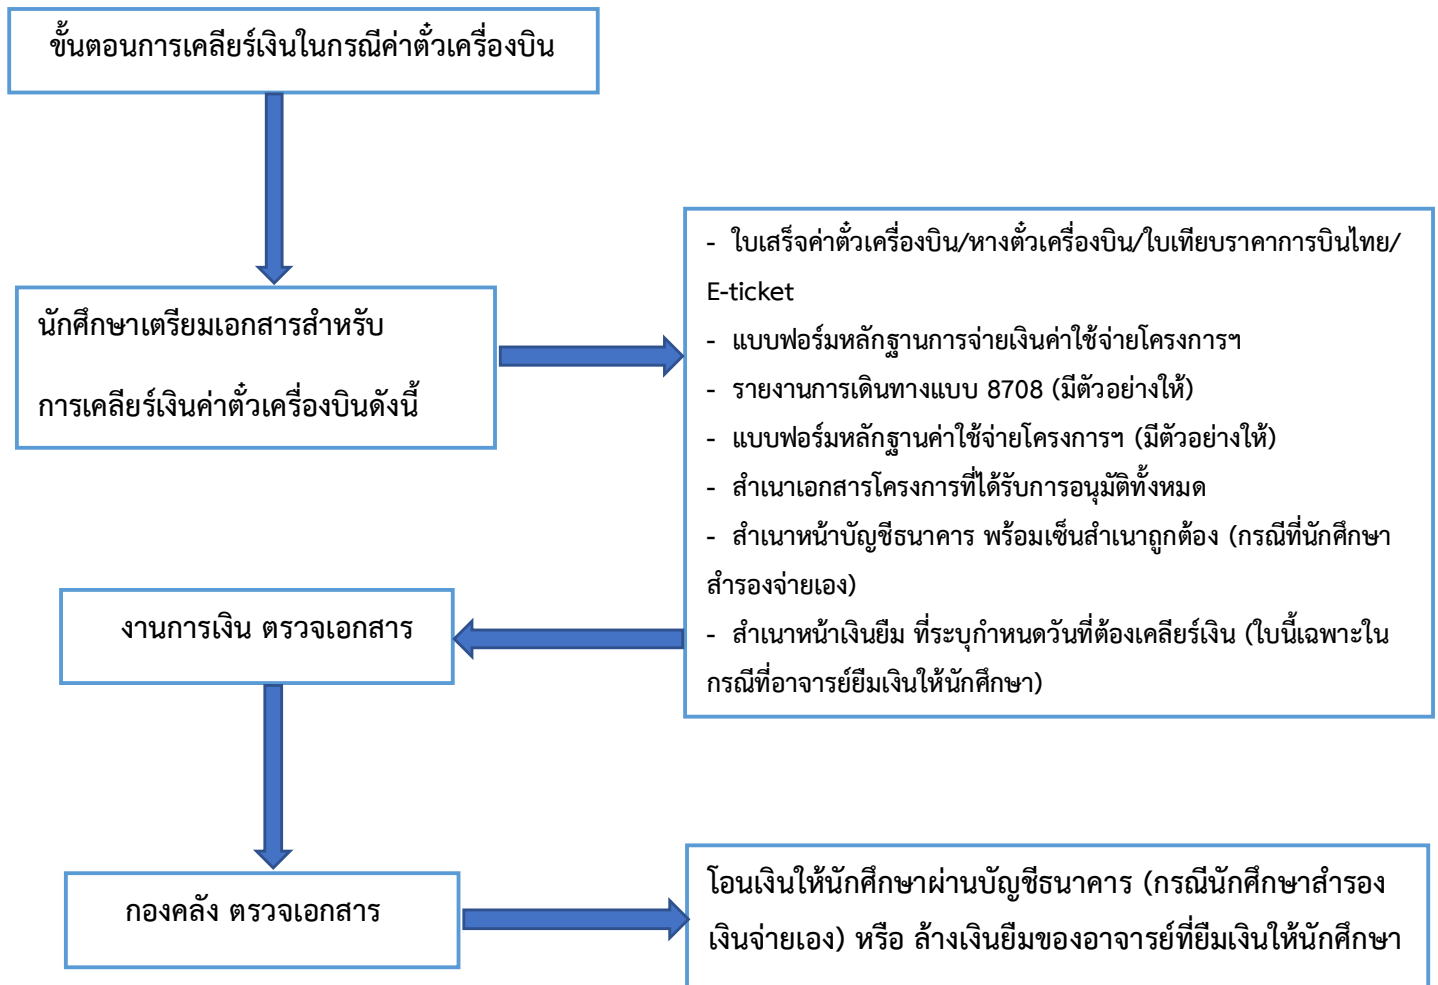 ขั้นตอนการเคลียร์เงินในกรณีค่าตั๋วเครื่องบิน
นักศึกษาเตรียมเอกสารสำหรับ
การเคลียร์เงินค่าตั๋วเครื่องบินดังนี้
- ใบเสร็จค่าตั๋วเครื่องบิน/หางตั๋วเครื่องบิน/ใบเทียบราคาการบินไทย/
E-ticket
- แบบฟอร์มหลักฐานการจ่ายเงินค่าใช้จ่ายโครงการฯ
- รายงานการเดินทางแบบ 8708 (มีตัวอย่างให้)
- แบบฟอร์มหลักฐานค่าใช้จ่ายโครงการฯ (มีตัวอย่างให้)
- สำเนาเอกสารโครงการที่ได้รับการอนุมัติทั้งหมด
- สำเนาหน้าบัญชีธนาคาร พร้อมเซ็นสำเนาถูกต้อง (กรณีที่นักศึกษา
สำรองจ่ายเอง)
- สำเนาหน้าเงินยืม ที่ระบุกำหนดวันที่ต้องเคลียร์เงิน (ใบนี้เฉพาะใน
กรณีที่อาจารย์ยืมเงินให้นักศึกษา)
งานการเงิน ตรวจเอกสาร
กองคลัง ตรวจเอกสาร
โอนเงินให้นักศึกษาผ่านบัญชีธนาคาร (กรณีนักศึกษาสำรอง
เงินจ่ายเอง) หรือ ล้างเงินยืมของอาจารย์ที่ยืมเงินให้นักศึกษา